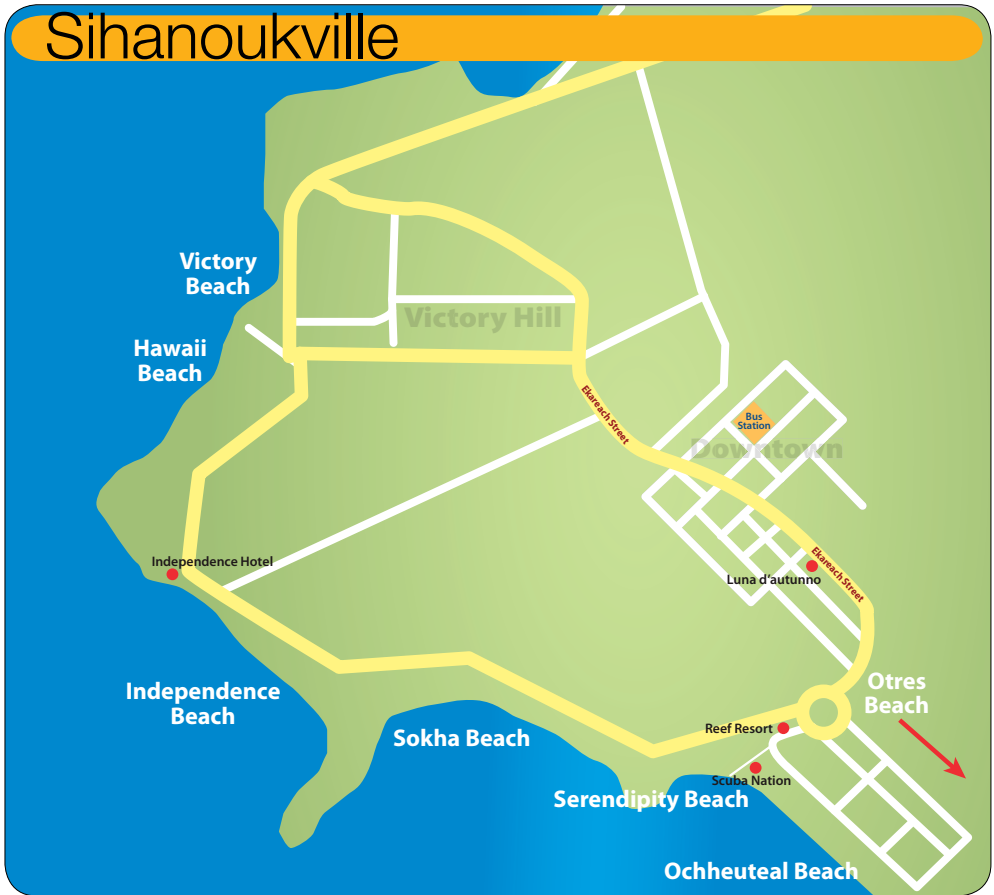 Sihanoukville
Victory
Beach
Victory Hill
Hawaii
Beach
Ekareach Street
Bus
Station
Downtown
Independence Hotel
Ekareach Street
Luna d'autunno
Independence
Beach
Otres
Beach
Sokha Beach
Reef Resort
Scuba Nation
Serendipity Beach
Ochheuteal Beach